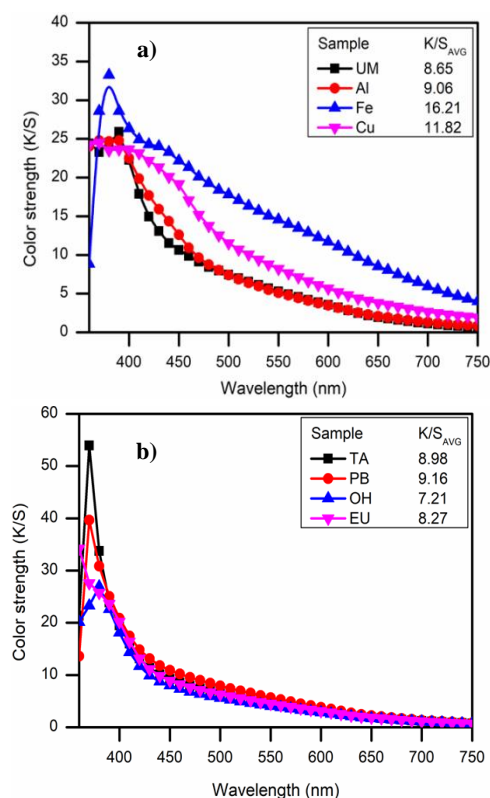 a)
Sample K/S AVG
UM 8.65
Al 9.06
Fe 16.21
Cu 11.82
40
35
30
25
20
15
10
5
0
Color strength (K/S)
400 450 500 550 600 650 700 750
Wavelength (nm)
b)
Sample K/S AVG
TA 8.98
PB 9.16
OH 7.21
EU 8.27
60
50
40
30
20
10
0
Color strength (K/S)
400 450 500 550 600 650 700 750
Wavelength (nm)